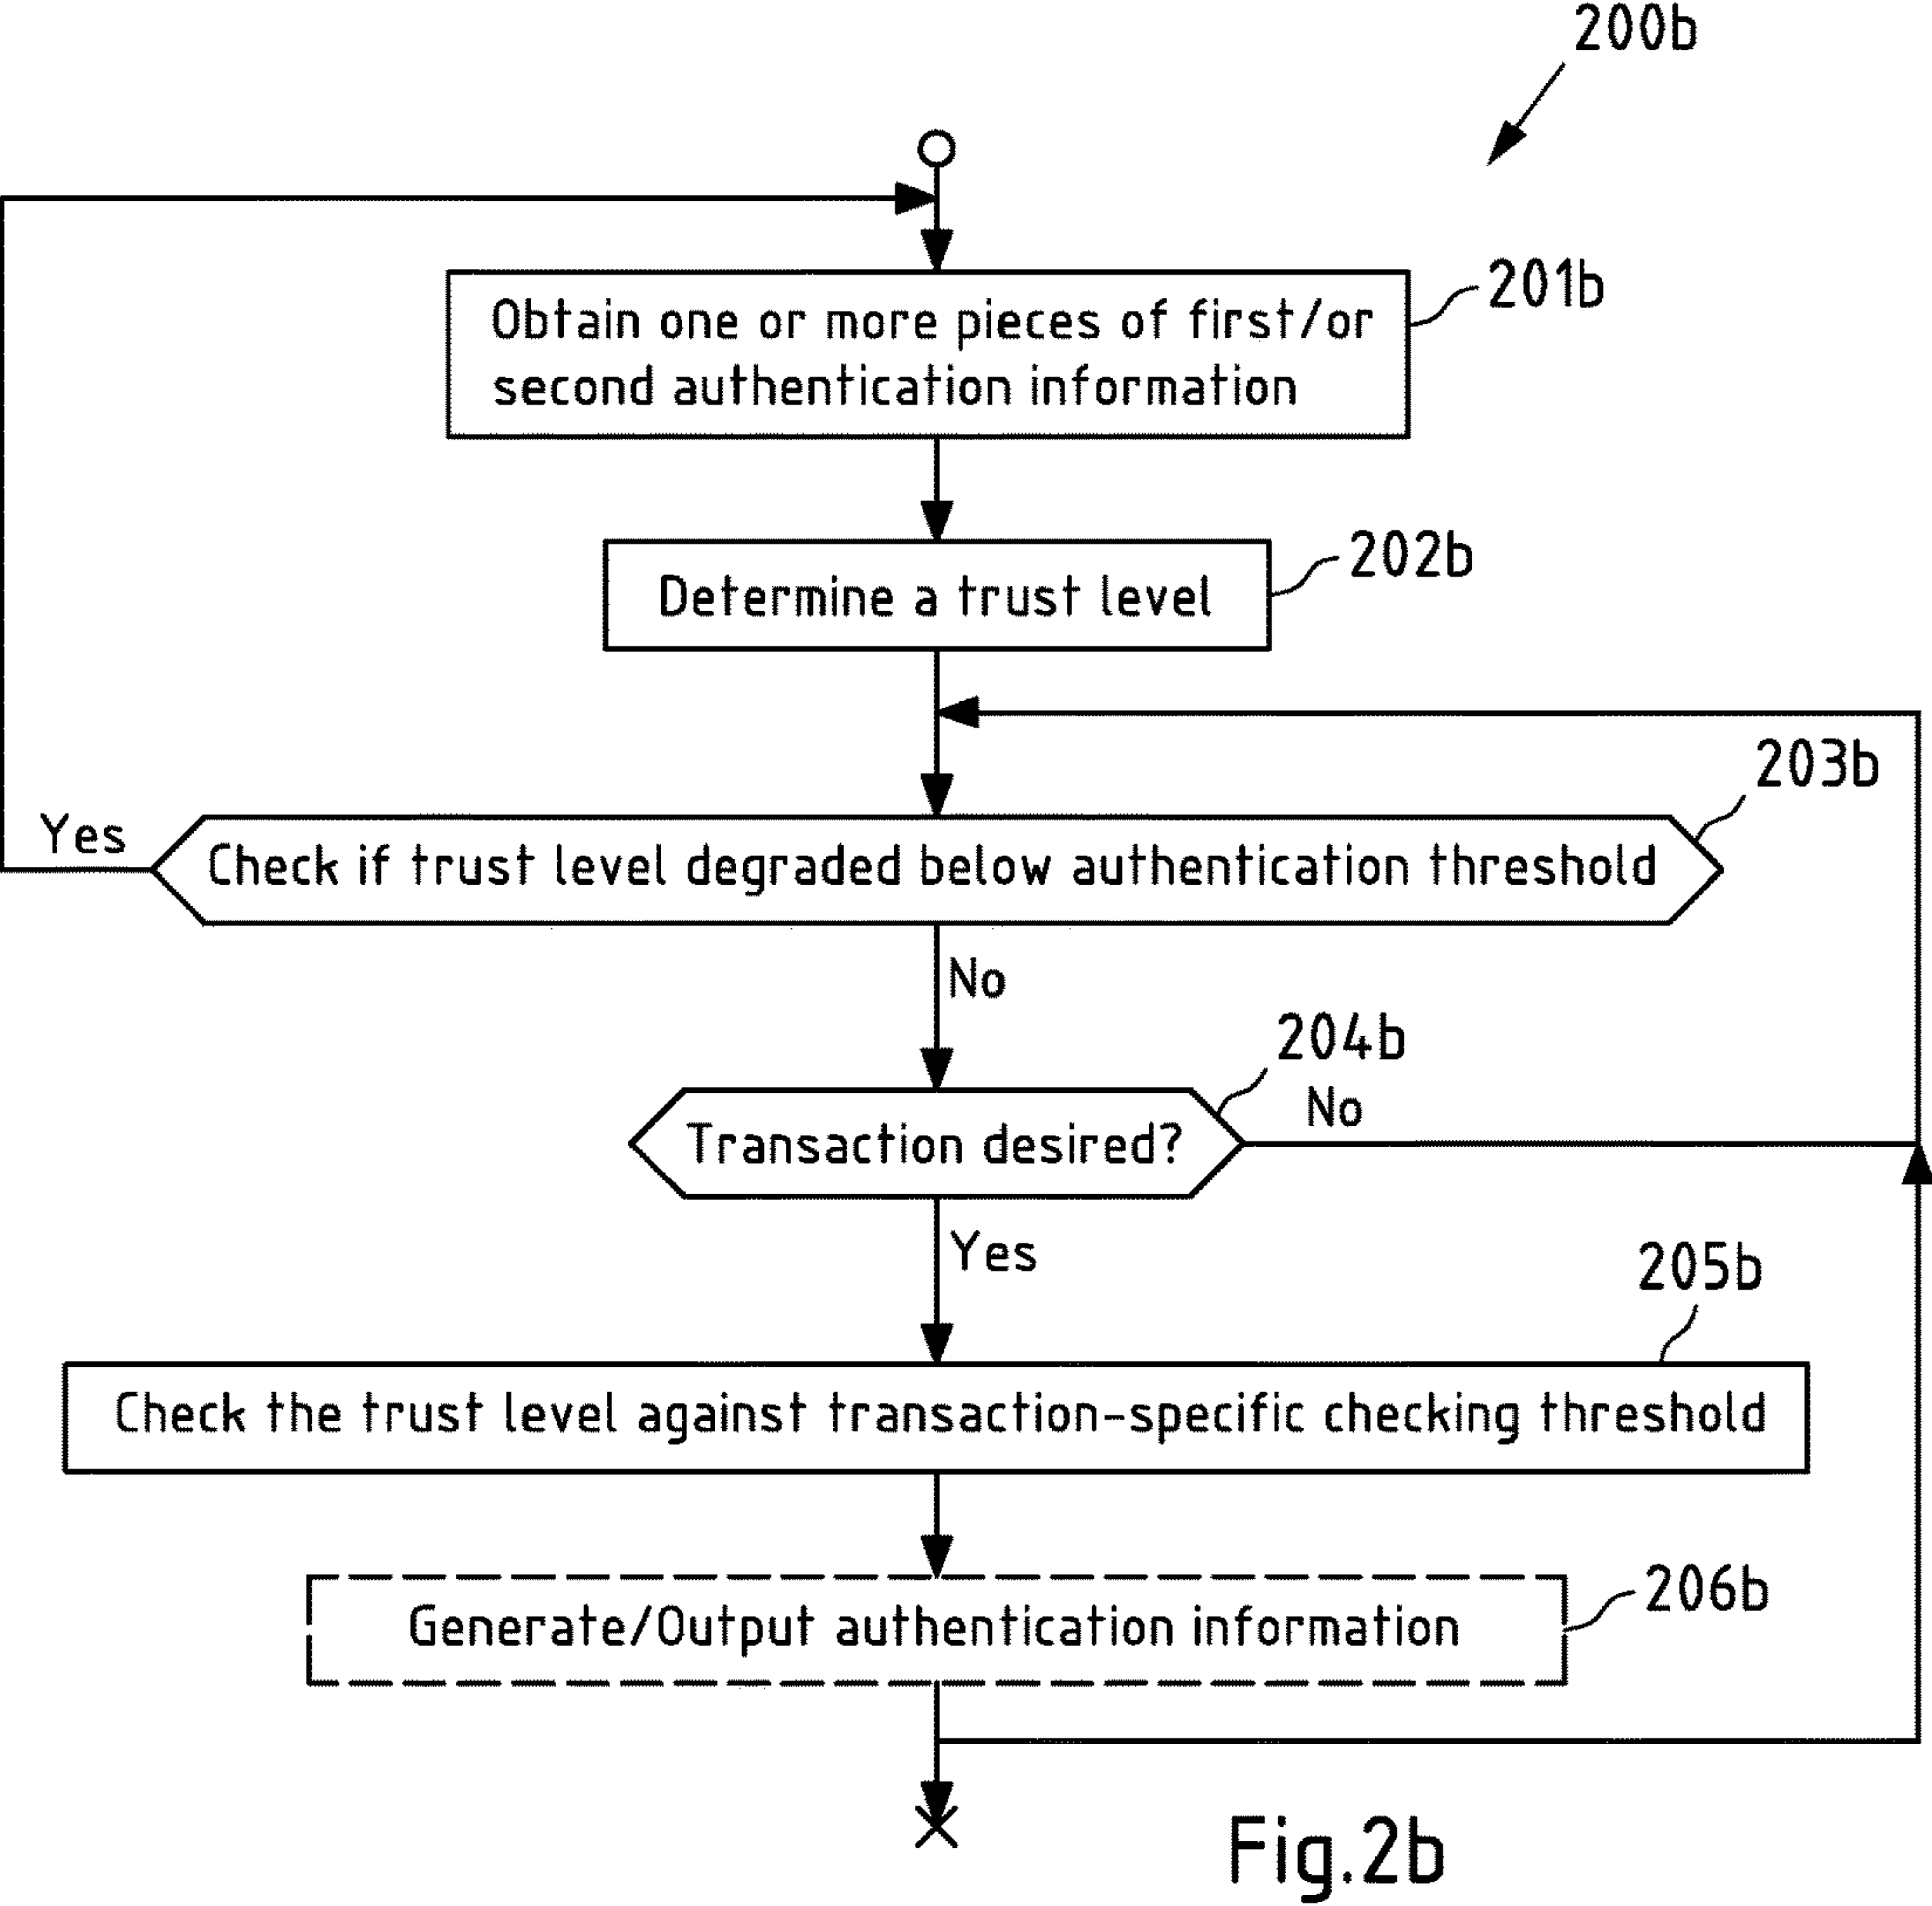 200b
201b
Obtain one or more pieces of first/or
second authentication information
202b
Determine a trust level
203b
Yes
Check if trust level degraded below authentication threshold
No
204b
No
Transaction desired?
Yes
205b
Check the trust level against transaction-specific checking threshold
206b
Generate/Output authentication information
Fig.2b